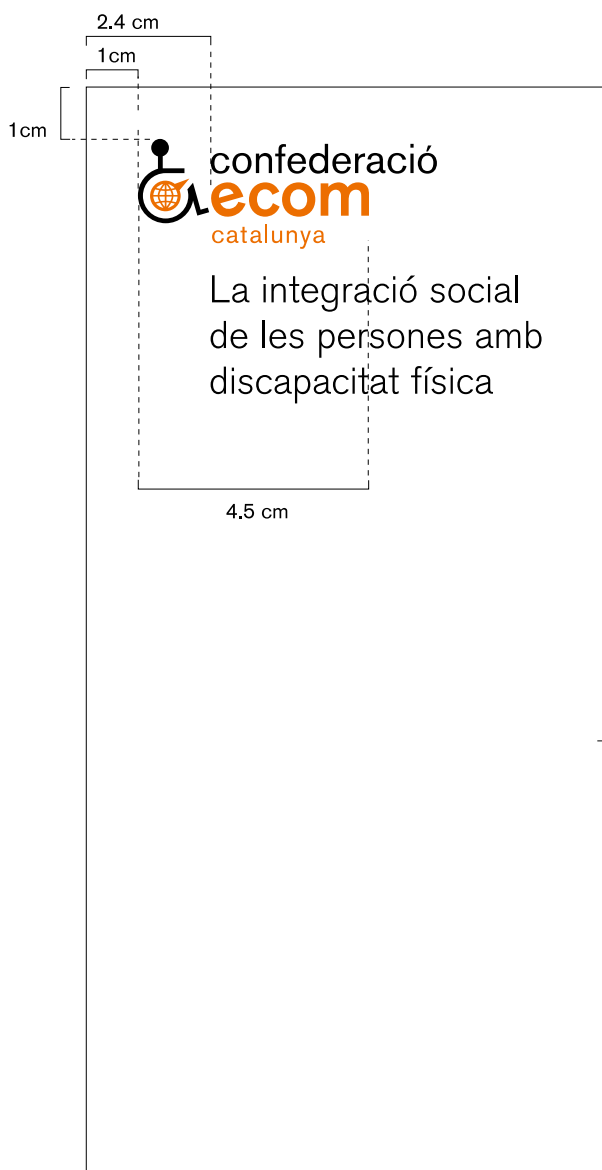 2.4 cm
1cm
1cm
confederació
ecom
catalunya
La integració social
de les persones amb
discapacitat física
4.5 cm